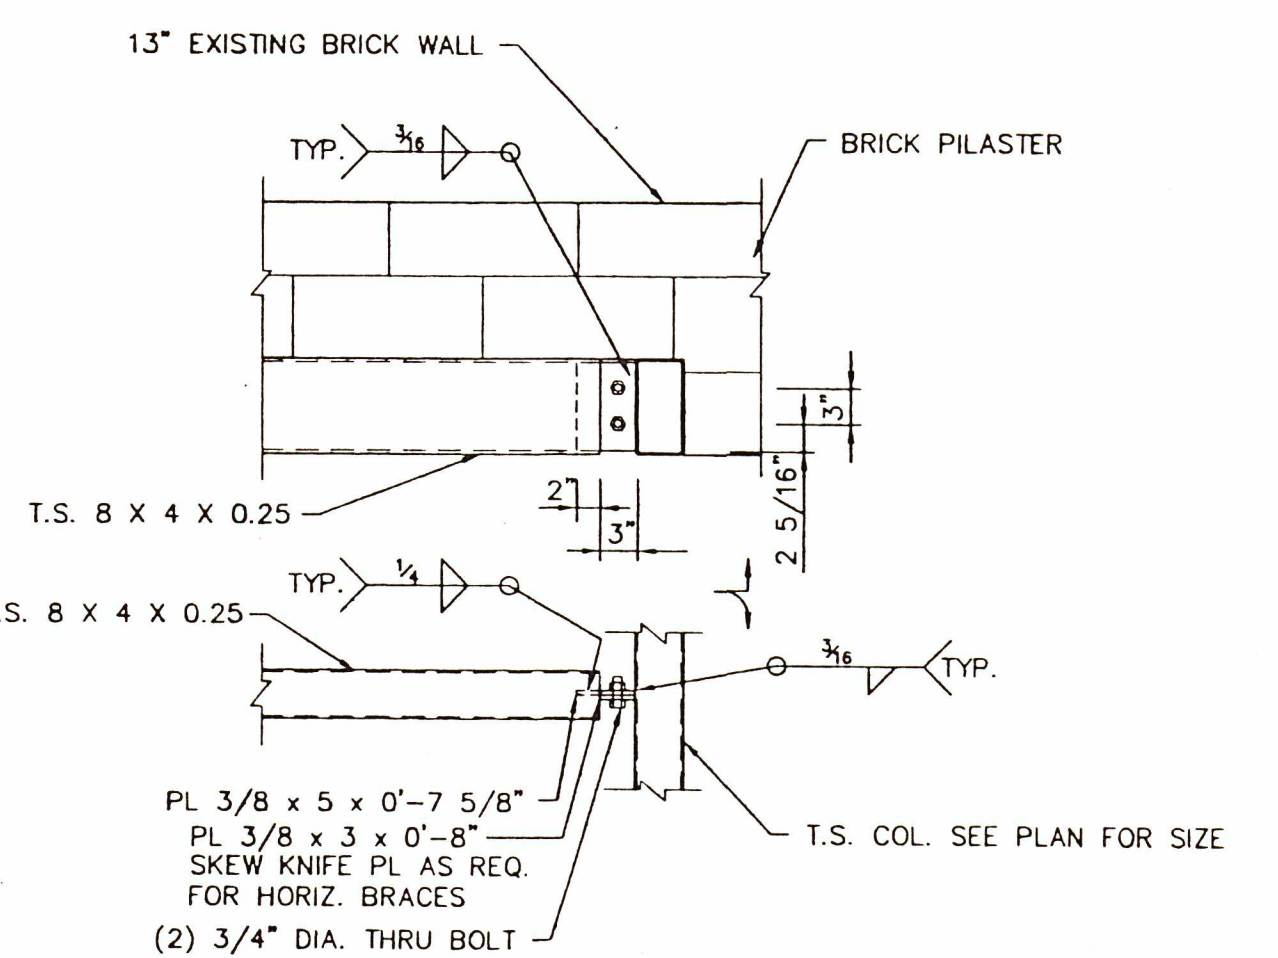 13" EXISTING BRICK WALL
3/16
TYP.
BRICK PILASTER
3"
T.S. 8 X 4 X 0.25
2"
3"
2 5/16"
1/4
TYP.
.S. 8 X 4 X 0.25
3/16
TYP.
PL 3/8 x 5 x 0'-7 5/8"
PL 3/8 x 3 x 0'-8"
SKEW KNIFE PL AS REQ.
FOR HORIZ. BRACES
T.S. COL. SEE PLAN FOR SIZE
(2) 3/4" DIA. THRU BOLT